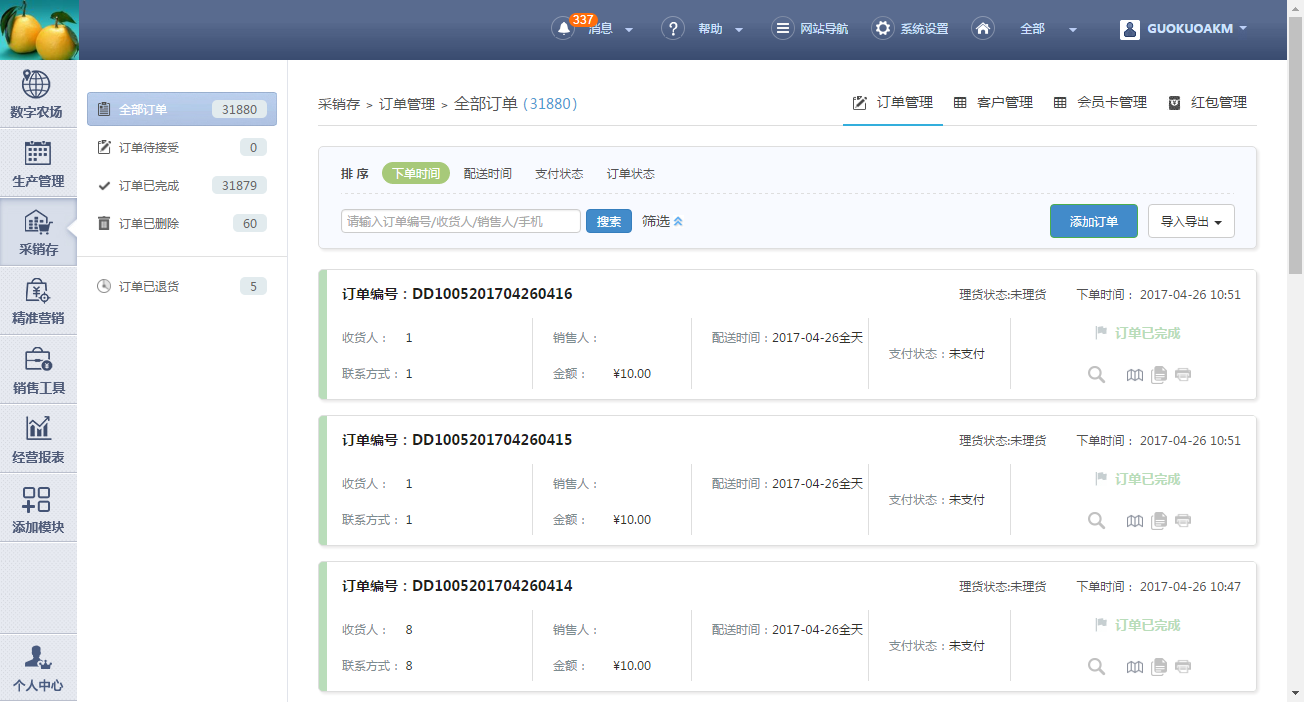 337 消息 帮助 网站导航 系统设置 全部 GUOKUOAKM
数字农场
生产管理
采销存
精准营销
销售工具
经营报表
添加模块
个人中心
全部订单 31880
订单待接受 0
订单已完成 31879
订单已删除 60
订单已退货 5
采销存 > 订单管理 > 全部订单 (31880)
订单管理 客户管理 会员卡管理 红包管理
排 序 下单时间 配送时间 支付状态 订单状态
请输入订单编号/收货人/销售人/手机 搜索 筛选 添加订单 导入导出
订单编号：DD1005201704260416 理货状态:未理货 下单时间： 2017-04-26 10:51
收货人： 1 销售人： 配送时间：2017-04-26全天 订单已完成
支付状态：未支付
联系方式： 1 金额： ¥10.00
订单编号：DD1005201704260415 理货状态:未理货 下单时间： 2017-04-26 10:51
收货人： 1 销售人： 配送时间：2017-04-26全天 订单已完成
支付状态：未支付
联系方式： 1 金额： ¥10.00
订单编号：DD1005201704260414 理货状态:未理货 下单时间： 2017-04-26 10:47
收货人： 8 销售人： 配送时间：2017-04-26全天 订单已完成
支付状态：未支付
联系方式： 8 金额： ¥10.00